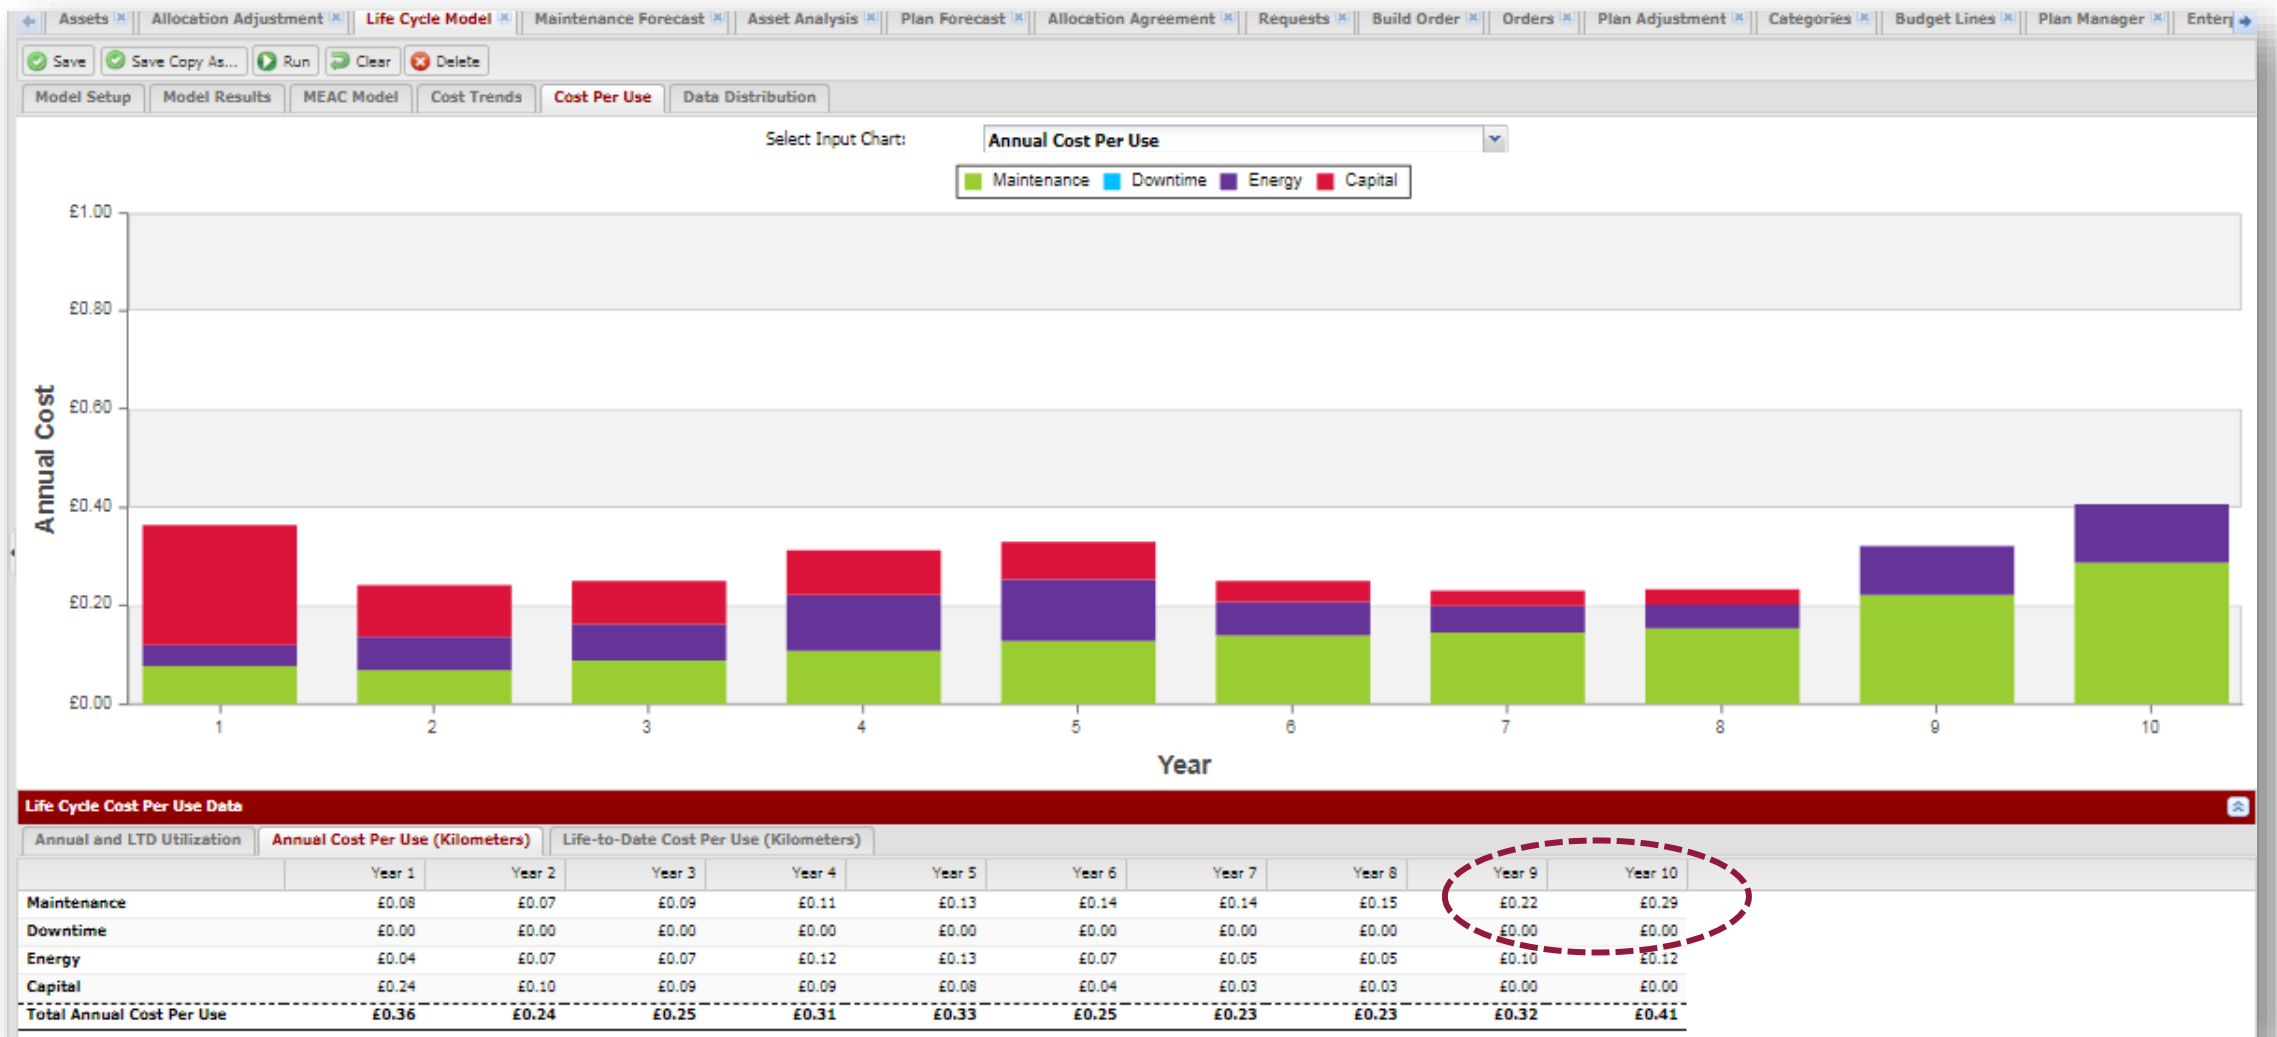 Assets Allocation Adjustment Life Cycle Model Maintenance Forecast Asset Analysis Plan Forecast Allocation Agreement Requests Build Order Orders Plan Adjustment Categories Budget Lines Plan Manager
Save Save Copy As... Run Clear Delete
Model Setup Model Results MEAC Model Cost Trends Cost Per Use Data Distribution
Select Input Chart: Annual Cost Per Use
Maintenance Downtime Energy Capital
£1.00
£0.80
£0.60
£0.40
£0.20
£0.00
Annual Cost
1 2 3 4 5 6 7 8 9 10
Year
Life Cycle Cost Per Use Data
Annual and LTD Utilization Annual Cost Per Use (Kilometers) Life-to-Date Cost Per Use (Kilometers)
Year 1 Year 2 Year 3 Year 4 Year 5 Year 6 Year 7 Year 8 Year 9 Year 10
Maintenance £0.08 £0.07 £0.09 £0.11 £0.13 £0.14 £0.14 £0.15 £0.22 £0.29
Downtime £0.00 £0.00 £0.00 £0.00 £0.00 £0.00 £0.00 £0.00 £0.00 £0.00
Energy £0.04 £0.07 £0.07 £0.12 £0.13 £0.07 £0.05 £0.05 £0.10 £0.12
Capital £0.24 £0.10 £0.09 £0.09 £0.08 £0.04 £0.03 £0.03 £0.00 £0.00
Total Annual Cost Per Use £0.36 £0.24 £0.25 £0.31 £0.33 £0.25 £0.23 £0.23 £0.32 £0.41